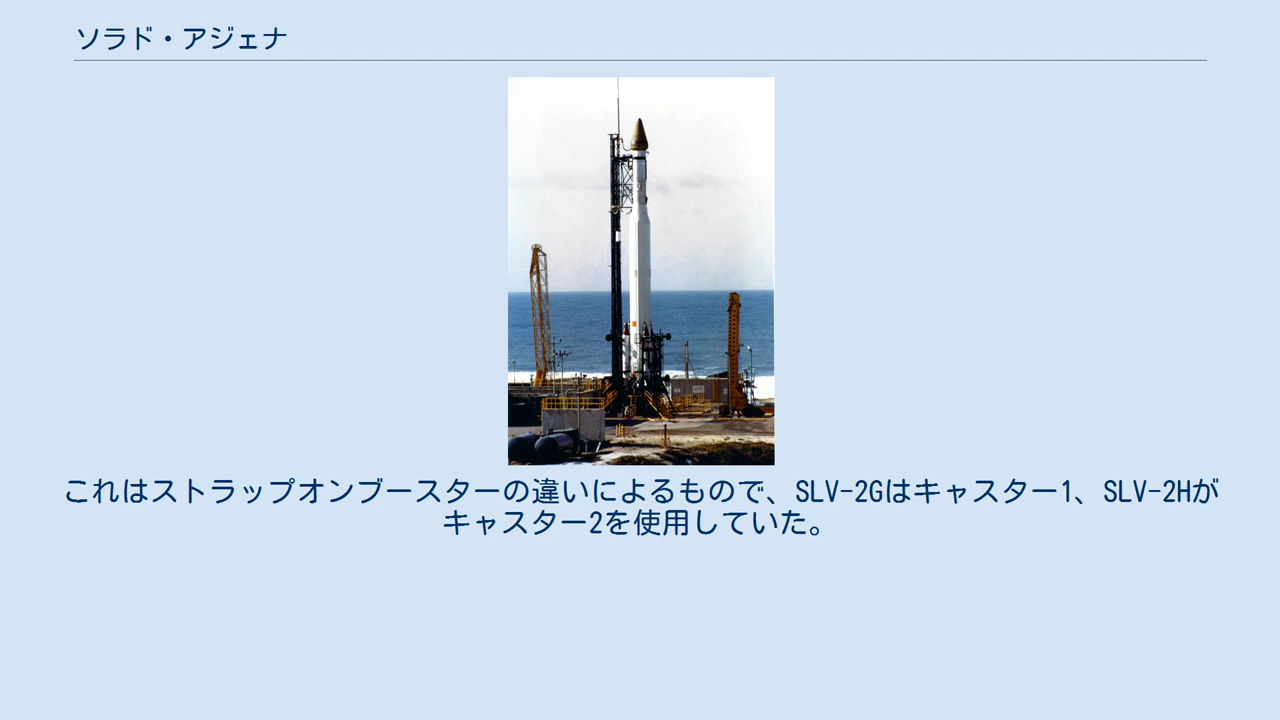 ソラド・アジェナ
これはストラップオンブースターの違いによるもので、SLV-2Gはキャスター1、SLV-2Hが
キャスター2を使用していた。